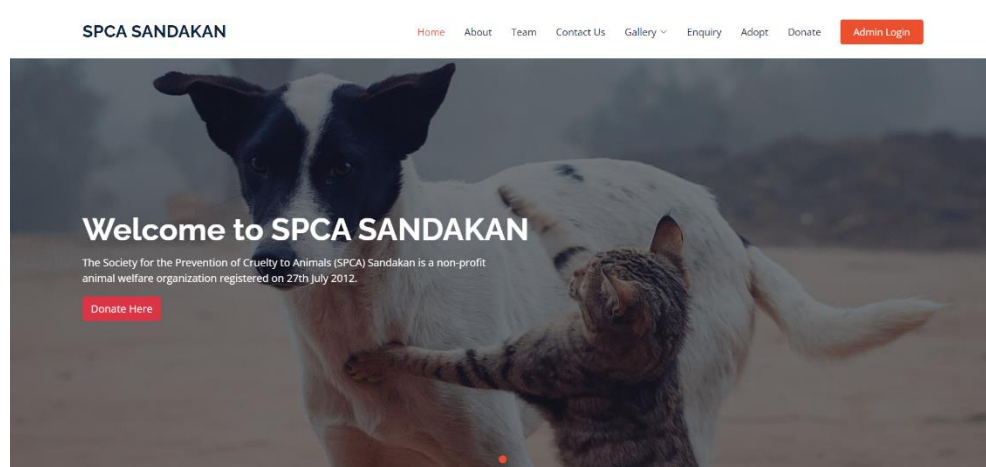 SPCA SANDAKAN
Home About Team Contact Us Gallery Enquiry Adopt Donate Admin Login
Welcome to SPCA SANDAKAN
The Society for the Prevention of Cruelty to Animals (SPCA) Sandakan is a non-profit
animal welfare organization registered on 27th July 2012.
Donate Here